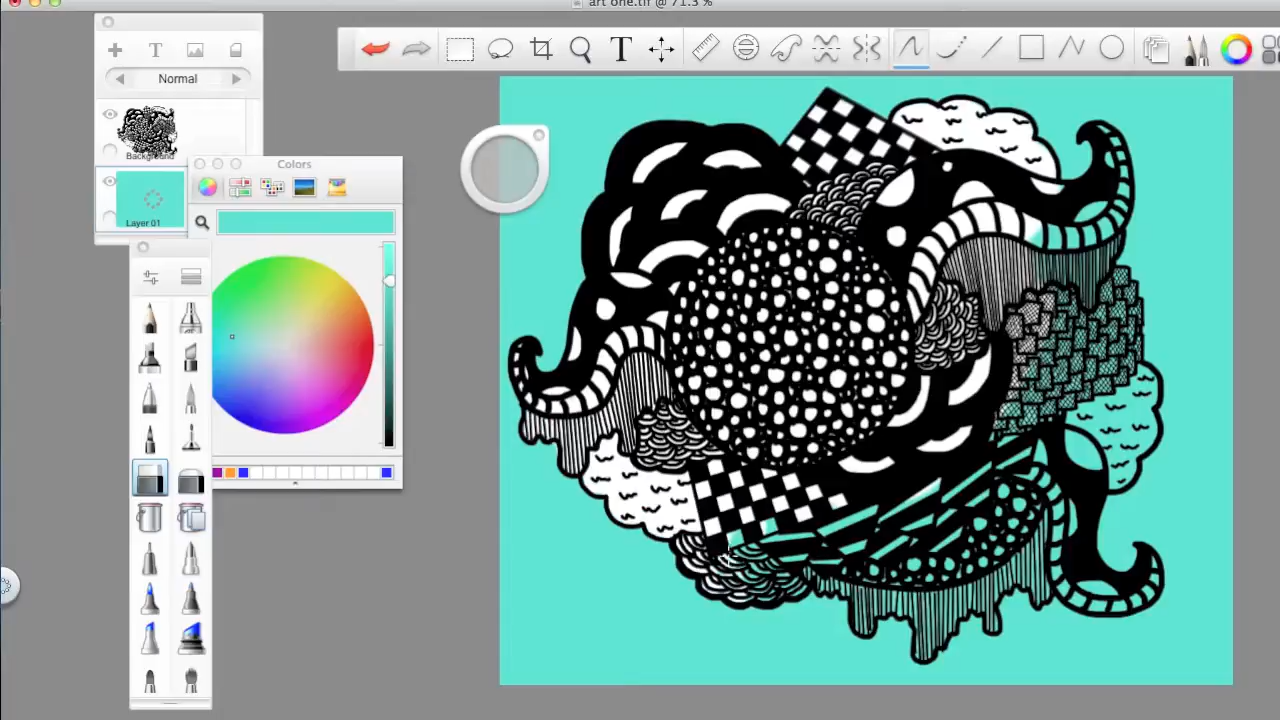 art one.tif @ 71.3 %
T
T
Normal
Background
Colors
Layer 01